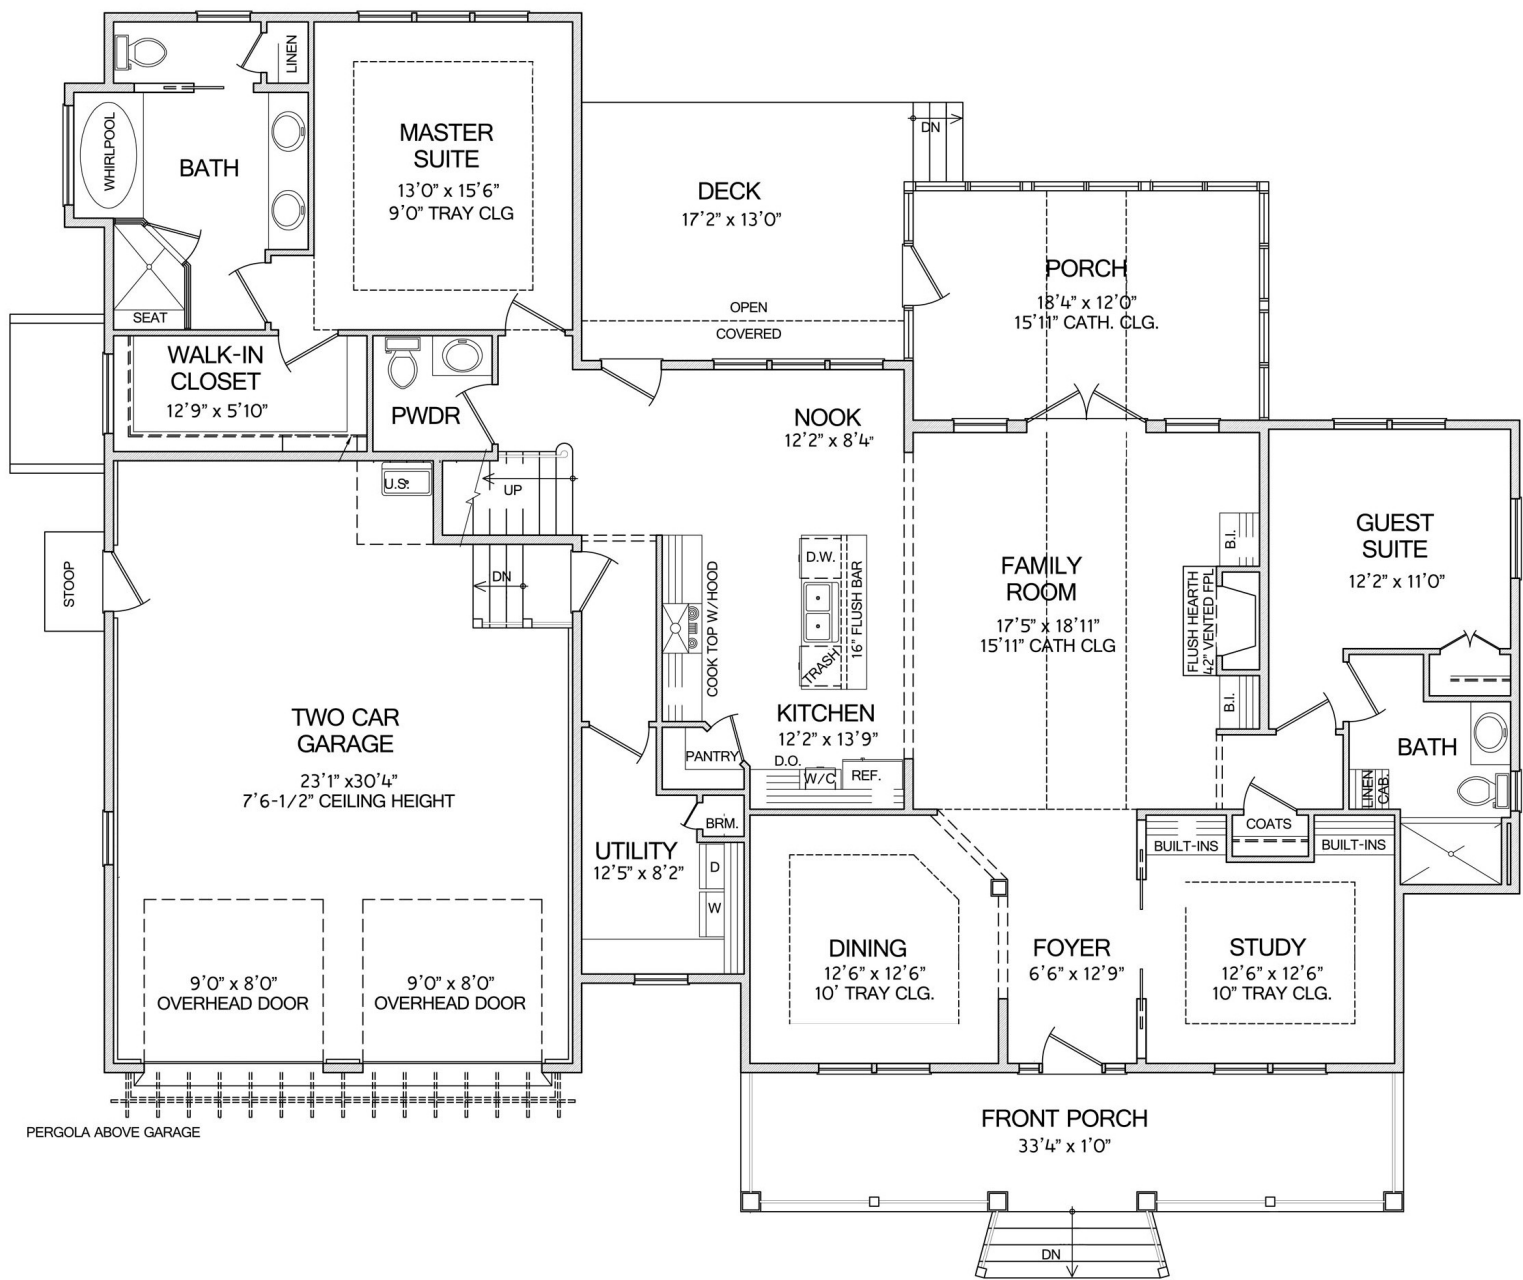 LINEN
WHIRLPOOL
BATH
MASTER
SUITE
13'0" x 15'6"
9'0" TRAY CLG
SEAT
DECK
17'2" x 13'0"
DN
OPEN
COVERED
PORCH
18'4" x 12'0"
15'11" CATH. CLG.
WALK-IN
CLOSET
12'9" x 5'10"
PWDR
NOOK
12'2" x 8'4"
U.S.
UP
STOOP
DN
COOK TOP W/HOOD
D.W.
16" FLUSH BAR
TRASH
KITCHEN
12'2" x 13'9"
PANTRY
D.O.
W/C
REF.
FAMILY
ROOM
17'5" x 18'11"
15'11" CATH CLG
B.I.
FLUSH HEARTH
42" VENTED FPL
B.I.
GUEST
SUITE
12'2" x 11'0"
BATH
LINEN
CAB.
TWO CAR
GARAGE
23'1" x30'4"
7'6-1/2" CEILING HEIGHT
BRM.
UTILITY
12'5" x 8'2"
D
W
COATS
BUILT-INS
BUILT-INS
9'0" x 8'0"
OVERHEAD DOOR
9'0" x 8'0"
OVERHEAD DOOR
DINING
12'6" x 12'6"
10' TRAY CLG.
FOYER
6'6" x 12'9"
STUDY
12'6" x 12'6"
10" TRAY CLG.
PERGOLA ABOVE GARAGE
FRONT PORCH
33'4" x 1'0"
DN